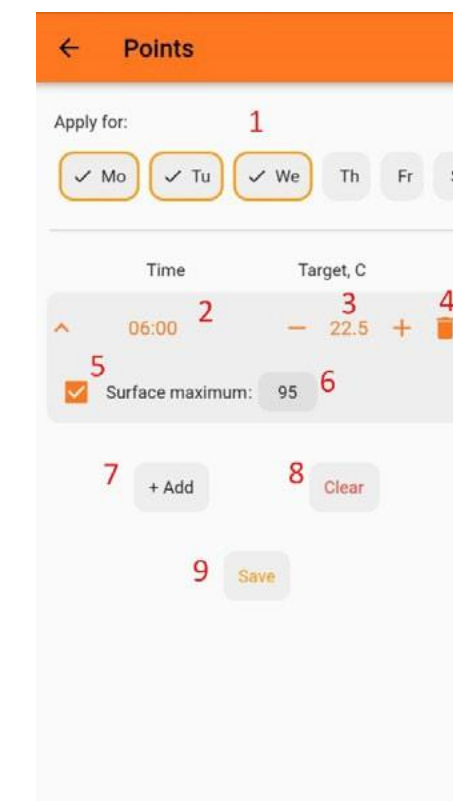 Points
Apply for:
1
Mo Tu We Th Fr
Time Target, C
06:00 2 3 22.5 4
5
Surface maximum: 95 6
7 + Add 8 Clear
9 Save